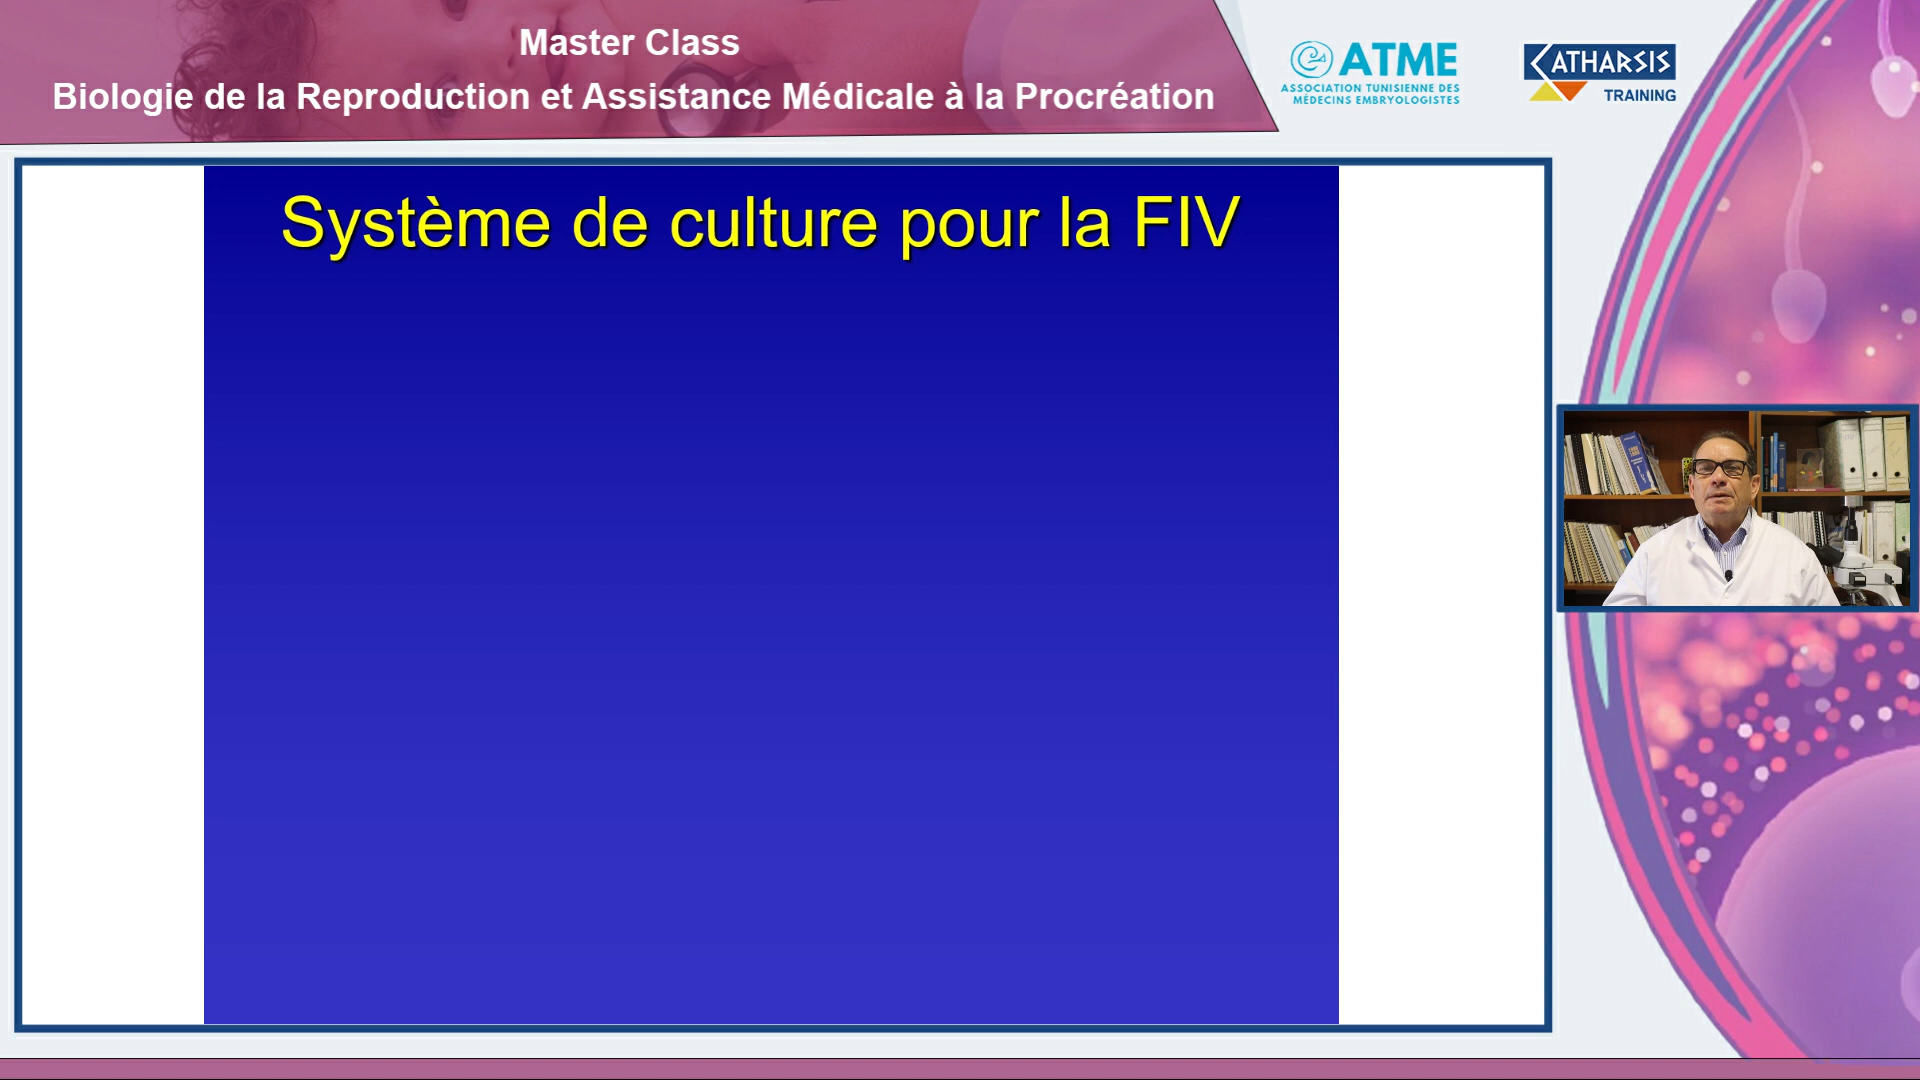 Master Class
Biologie de la Reproduction et Assistance Médicale à la Procréation
ATME
ASSOCIATION TUNISIENNE DES
MÉDECINS EMBRYOLOGISTES
CATHARSIS
TRAINING
Système de culture pour la FIV